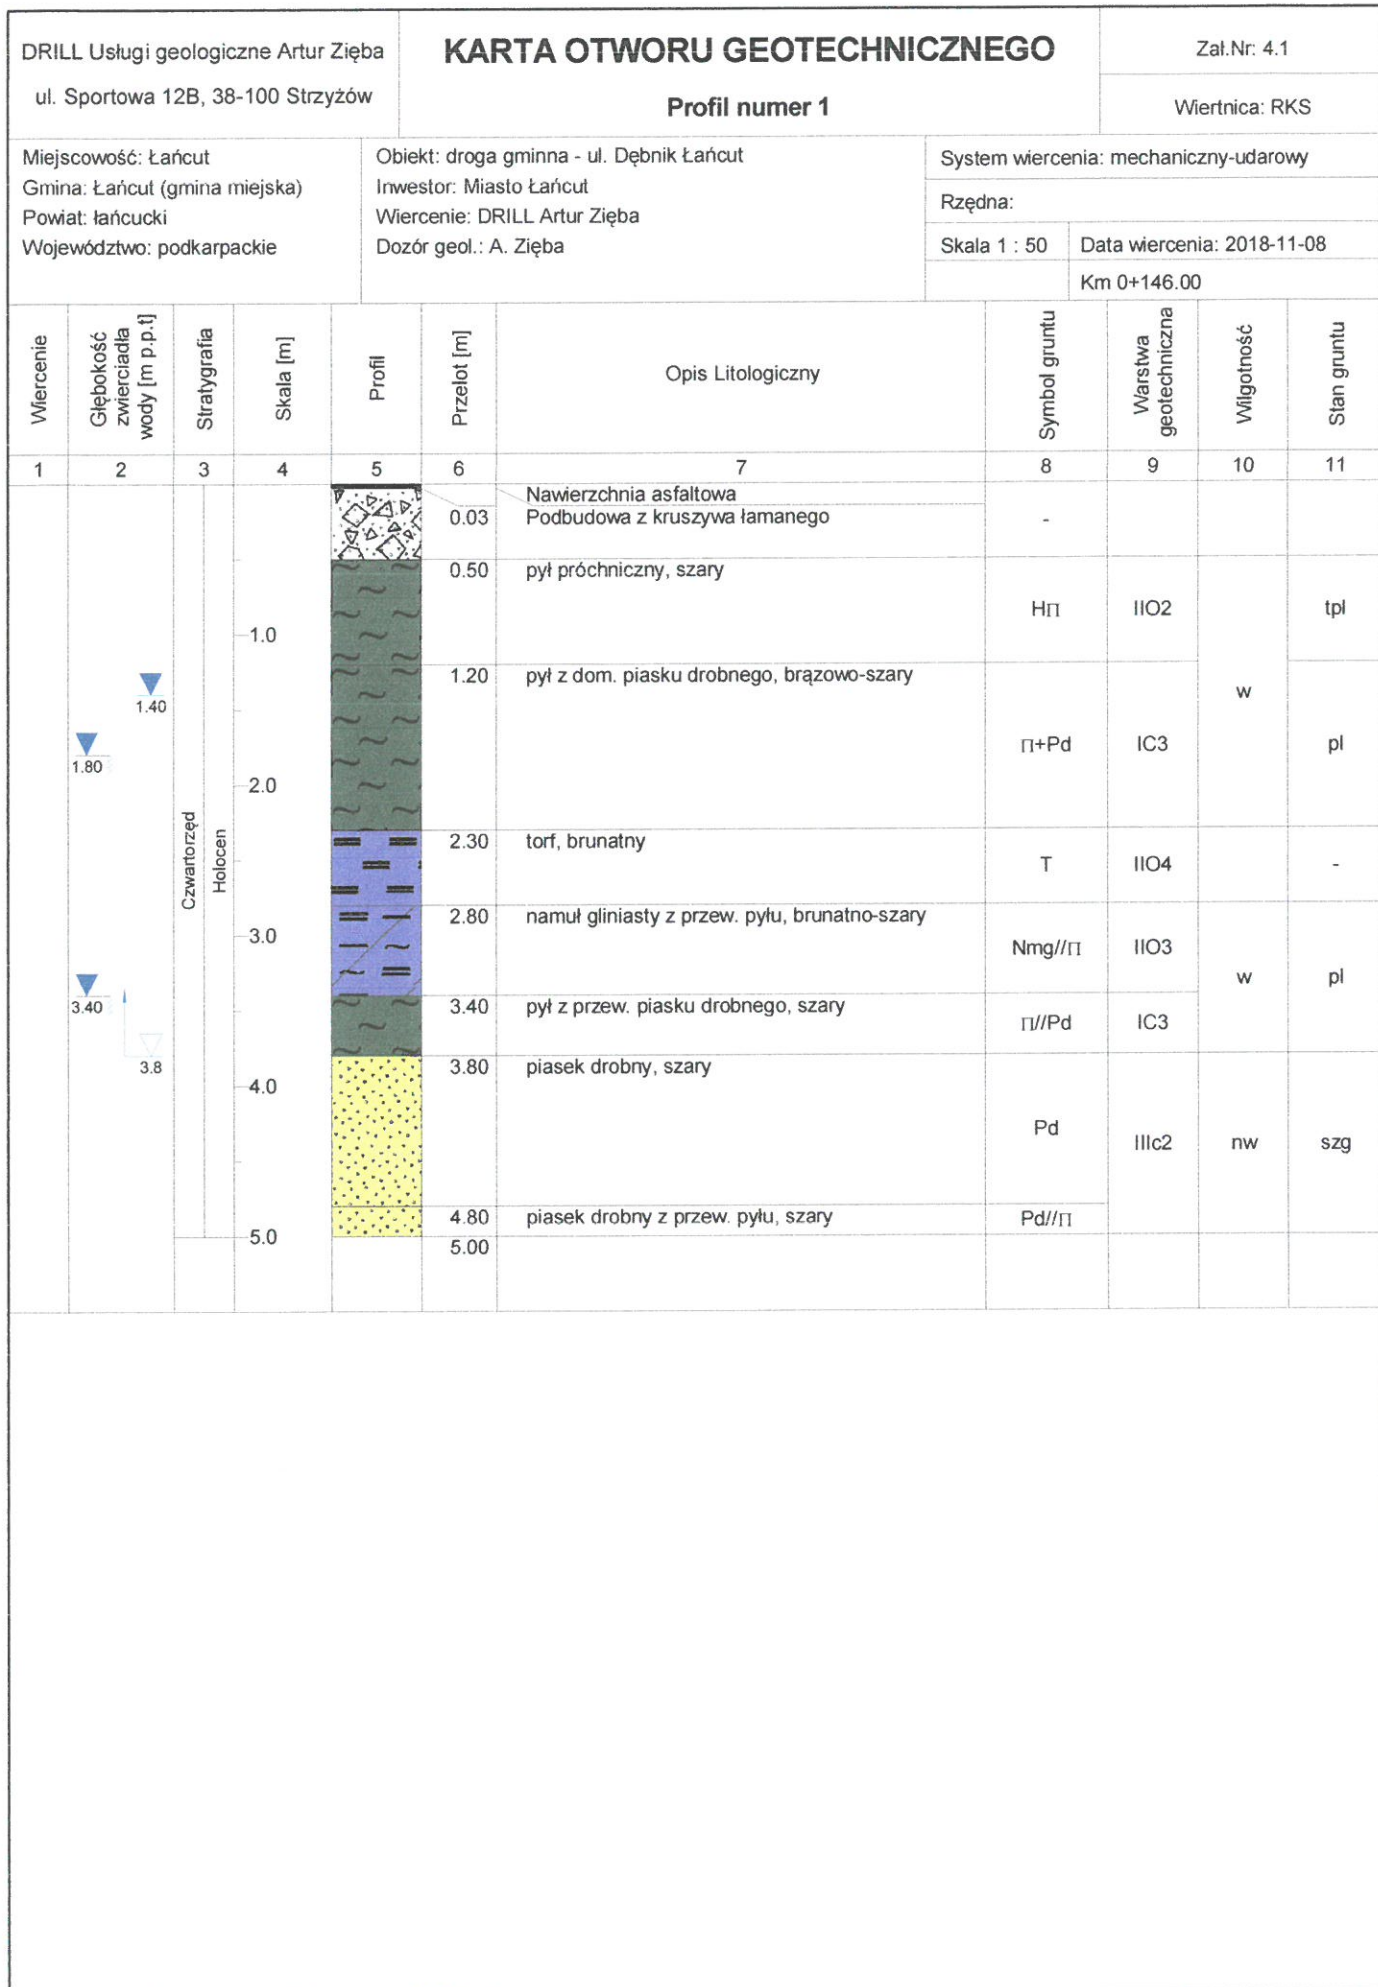 DRILL Usługi geologiczne Artur Zięba
ul. Sportowa 12B, 38-100 Strzyżów
KARTA OTWORU GEOTECHNICZNEGO
Profil numer 1
Zał.Nr: 4.1
Wiertnica: RKS
Miejscowość: Łańcut
Gmina: Łańcut (gmina miejska)
Powiat: łańcucki
Województwo: podkarpackie
Obiekt: droga gminna - ul. Dębnik Łańcut
Inwestor: Miasto Łańcut
Wiercenie: DRILL Artur Zięba
Dozór geol.: A. Zięba
System wiercenia: mechaniczny-udarowy
Rzędna:
Skala 1 : 50
Data wiercenia: 2018-11-08
Km 0+146.00
Wiercenie
Głębokość
zwierciadła
wody [m p.p.t]
Stratygrafia
Skala [m]
Profil
Przelot [m]
Opis Litologiczny
Symbol gruntu
Warstwa
geotechniczna
Wilgotność
Stan gruntu
1 2 3 4 5 6 7 8 9 10 11
Nawierzchnia asfaltowa
0.03 Podbudowa z kruszywa łamanego -
0.50 pył próchniczny, szary
HΠ IIO2 tpl
1.0
1.20 pył z dom. piasku drobnego, brązowo-szary
w
1.40
Π+Pd IC3 pl
1.80
2.0
Czwartorzęd
Holocen
2.30 torf, brunatny
T IIO4 -
2.80 namuł gliniasty z przew. pyłu, brunatno-szary
3.0
Nmg//Π IIO3
w pl
3.40
3.40 pył z przew. piasku drobnego, szary
Π//Pd IC3
3.8
3.80 piasek drobny, szary
4.0
Pd IIIc2 nw szg
4.80 piasek drobny z przew. pyłu, szary Pd//Π
5.0
5.00